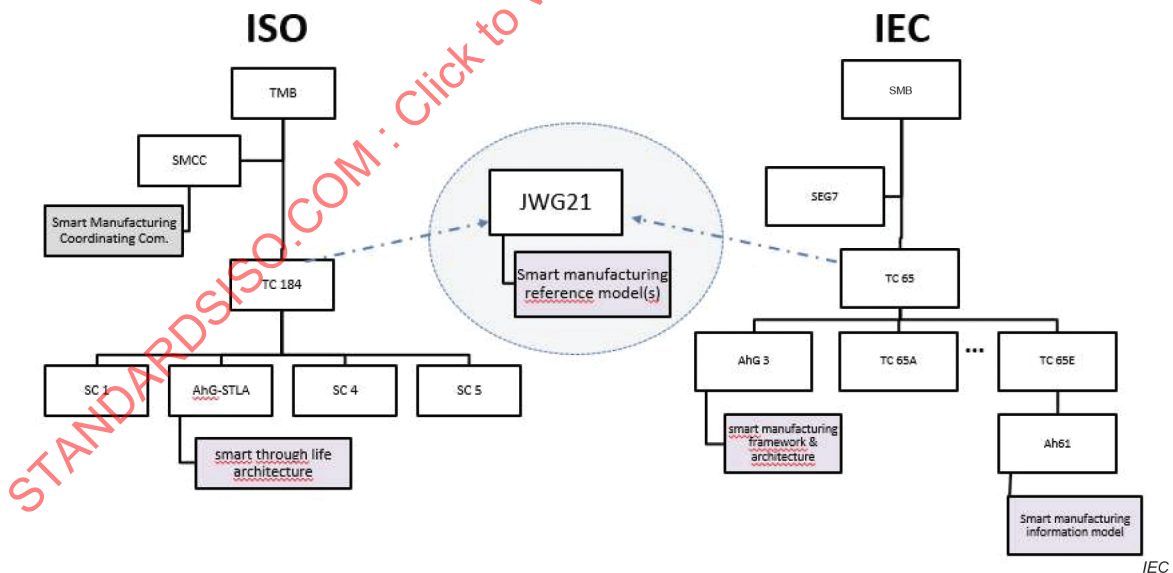 ISO
IEC
TMB
SMB
SMCC
SEG7
Smart Manufacturing
Coordinating Com.
JWG21
Smart manufacturing
reference model(s)
TC 184
TC 65
SC 1
AhG-STLA
SC 4
SC 5
smart through life
architecture
AhG 3
TC 65A
...
TC 65E
smart manufacturing
framework &
architecture
Ah61
Smart manufacturing
information model
IEC
STANDARDSISO.COM : Click to v